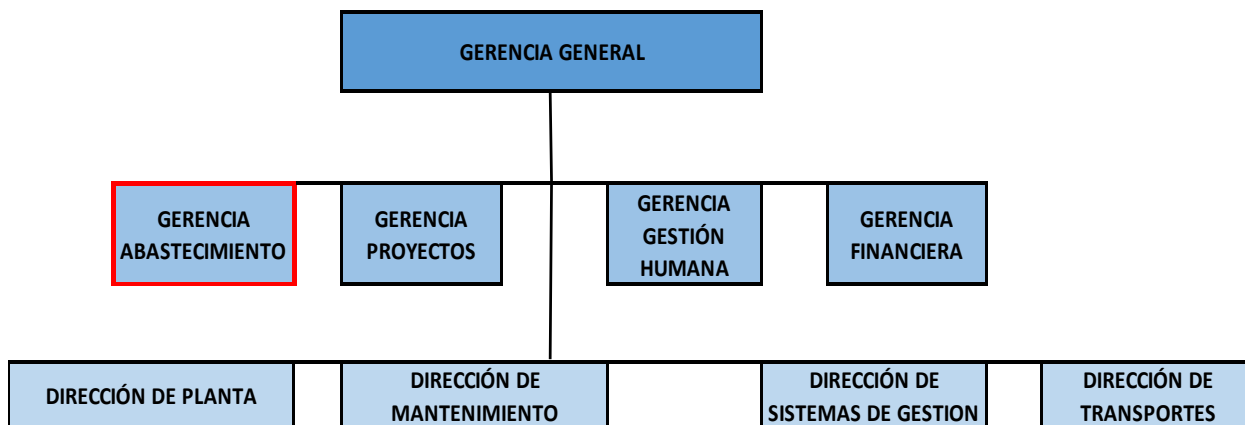 GERENCIA GENERAL
GERENCIA
ABASTECIMIENTO
GERENCIA
PROYECTOS
GERENCIA
GESTIÓN
HUMANA
GERENCIA
FINANCIERA
DIRECCIÓN DE PLANTA
DIRECCIÓN DE
MANTENIMIENTO
DIRECCIÓN DE
SISTEMAS DE GESTION
DIRECCIÓN DE
TRANSPORTES